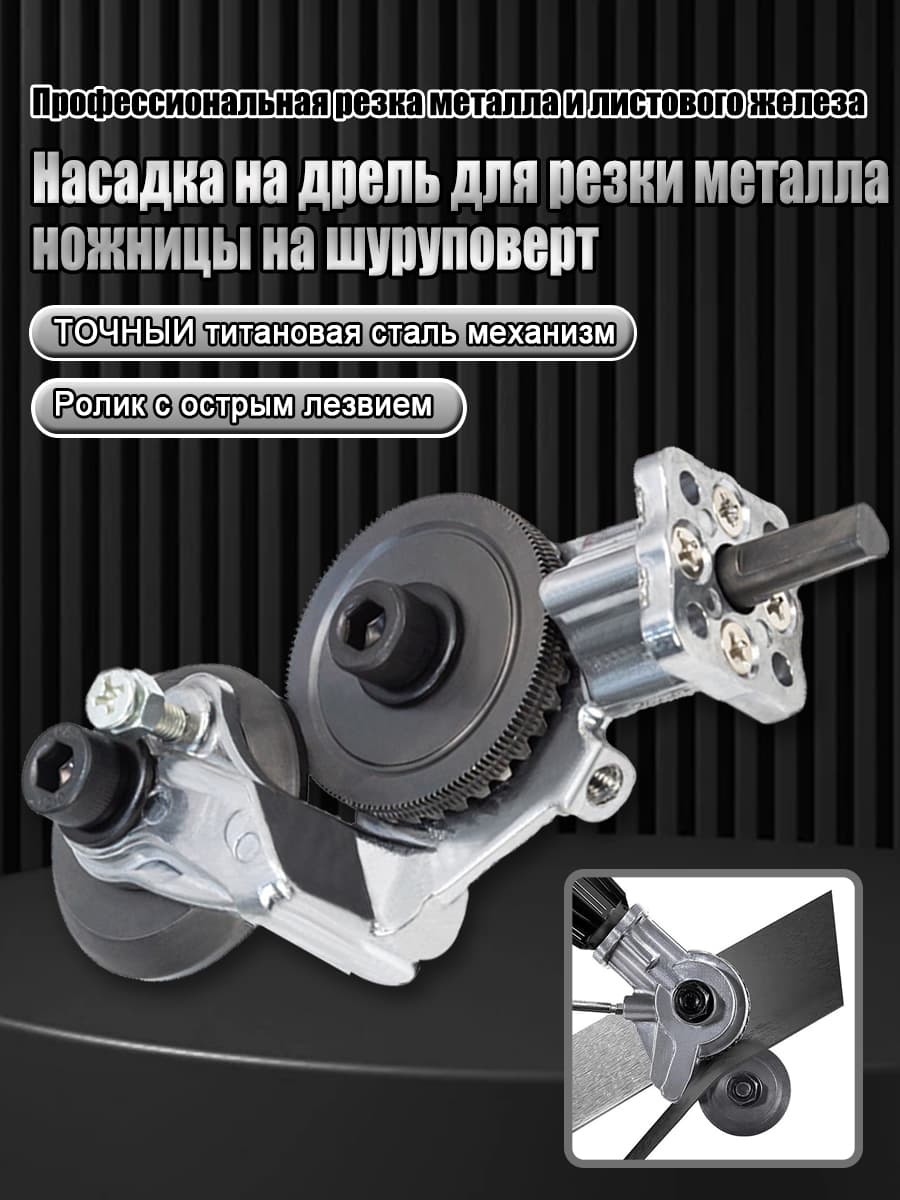 Профессиональная резка металла и листового железа
Насадка на дрель для резки металла
ножницы на шуруповерт
ТОЧНЫЙ титановая сталь механизм
Ролик с острым лезвием